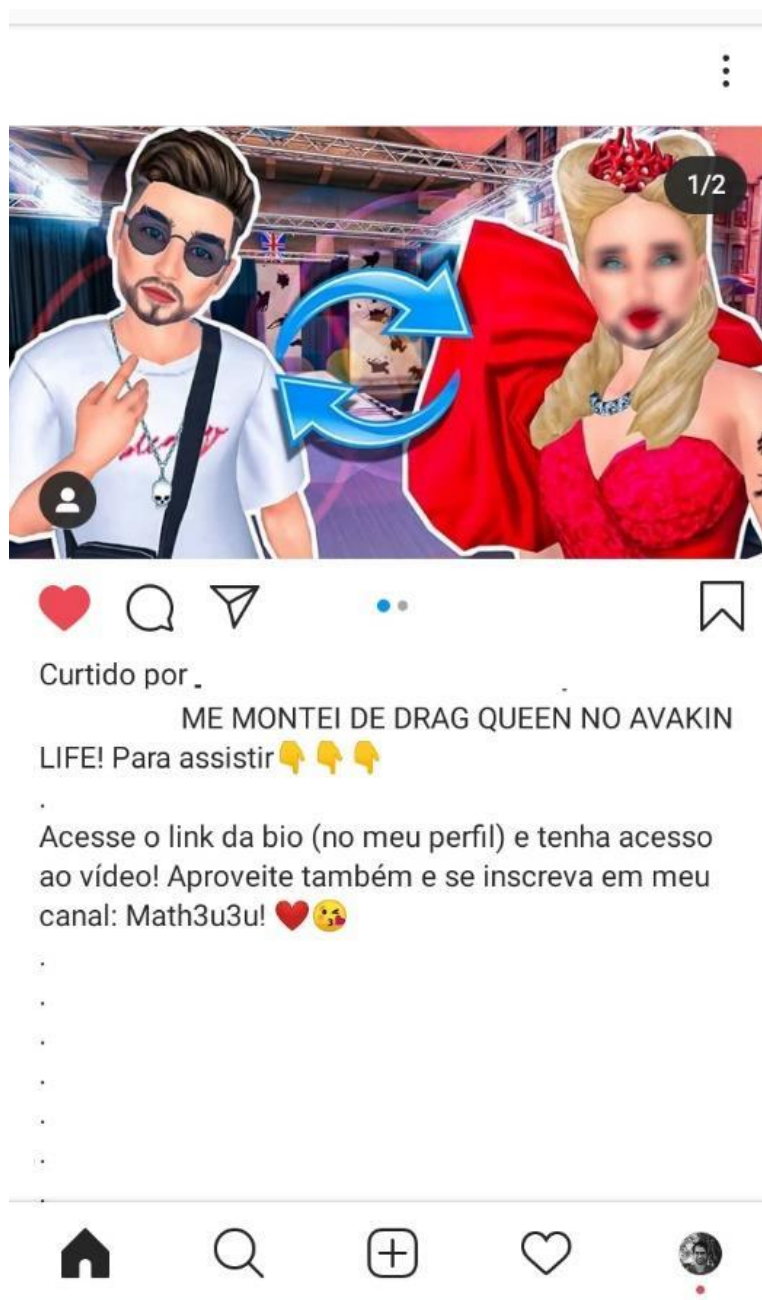 1/2
Curtido por
ME MONTEI DE DRAG QUEEN NO AVAKIN
LIFE! Para assistir👇👇👇
.
Acesse o link da bio (no meu perfil) e tenha acesso
ao vídeo! Aproveite também e se inscreva em meu
canal: Math3u3u! ❤️😘
.
.
.
.
.
.
.